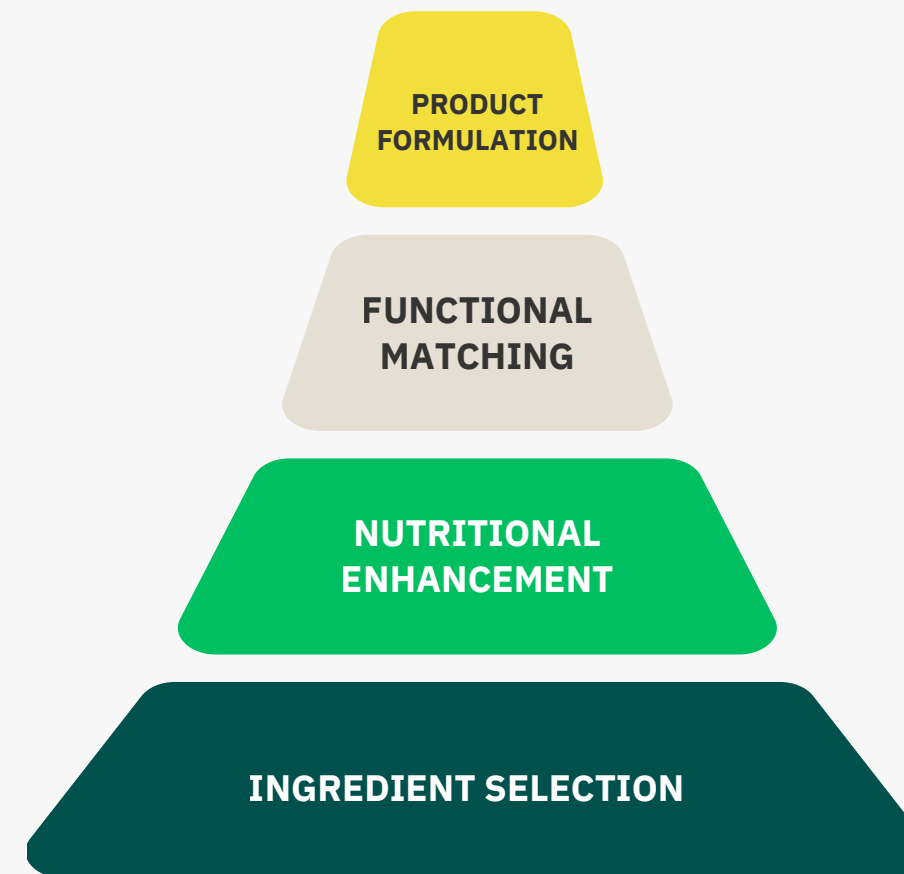 PRODUCT
FORMULATION
FUNCTIONAL
MATCHING
NUTRITIONAL
ENHANCEMENT
INGREDIENT SELECTION